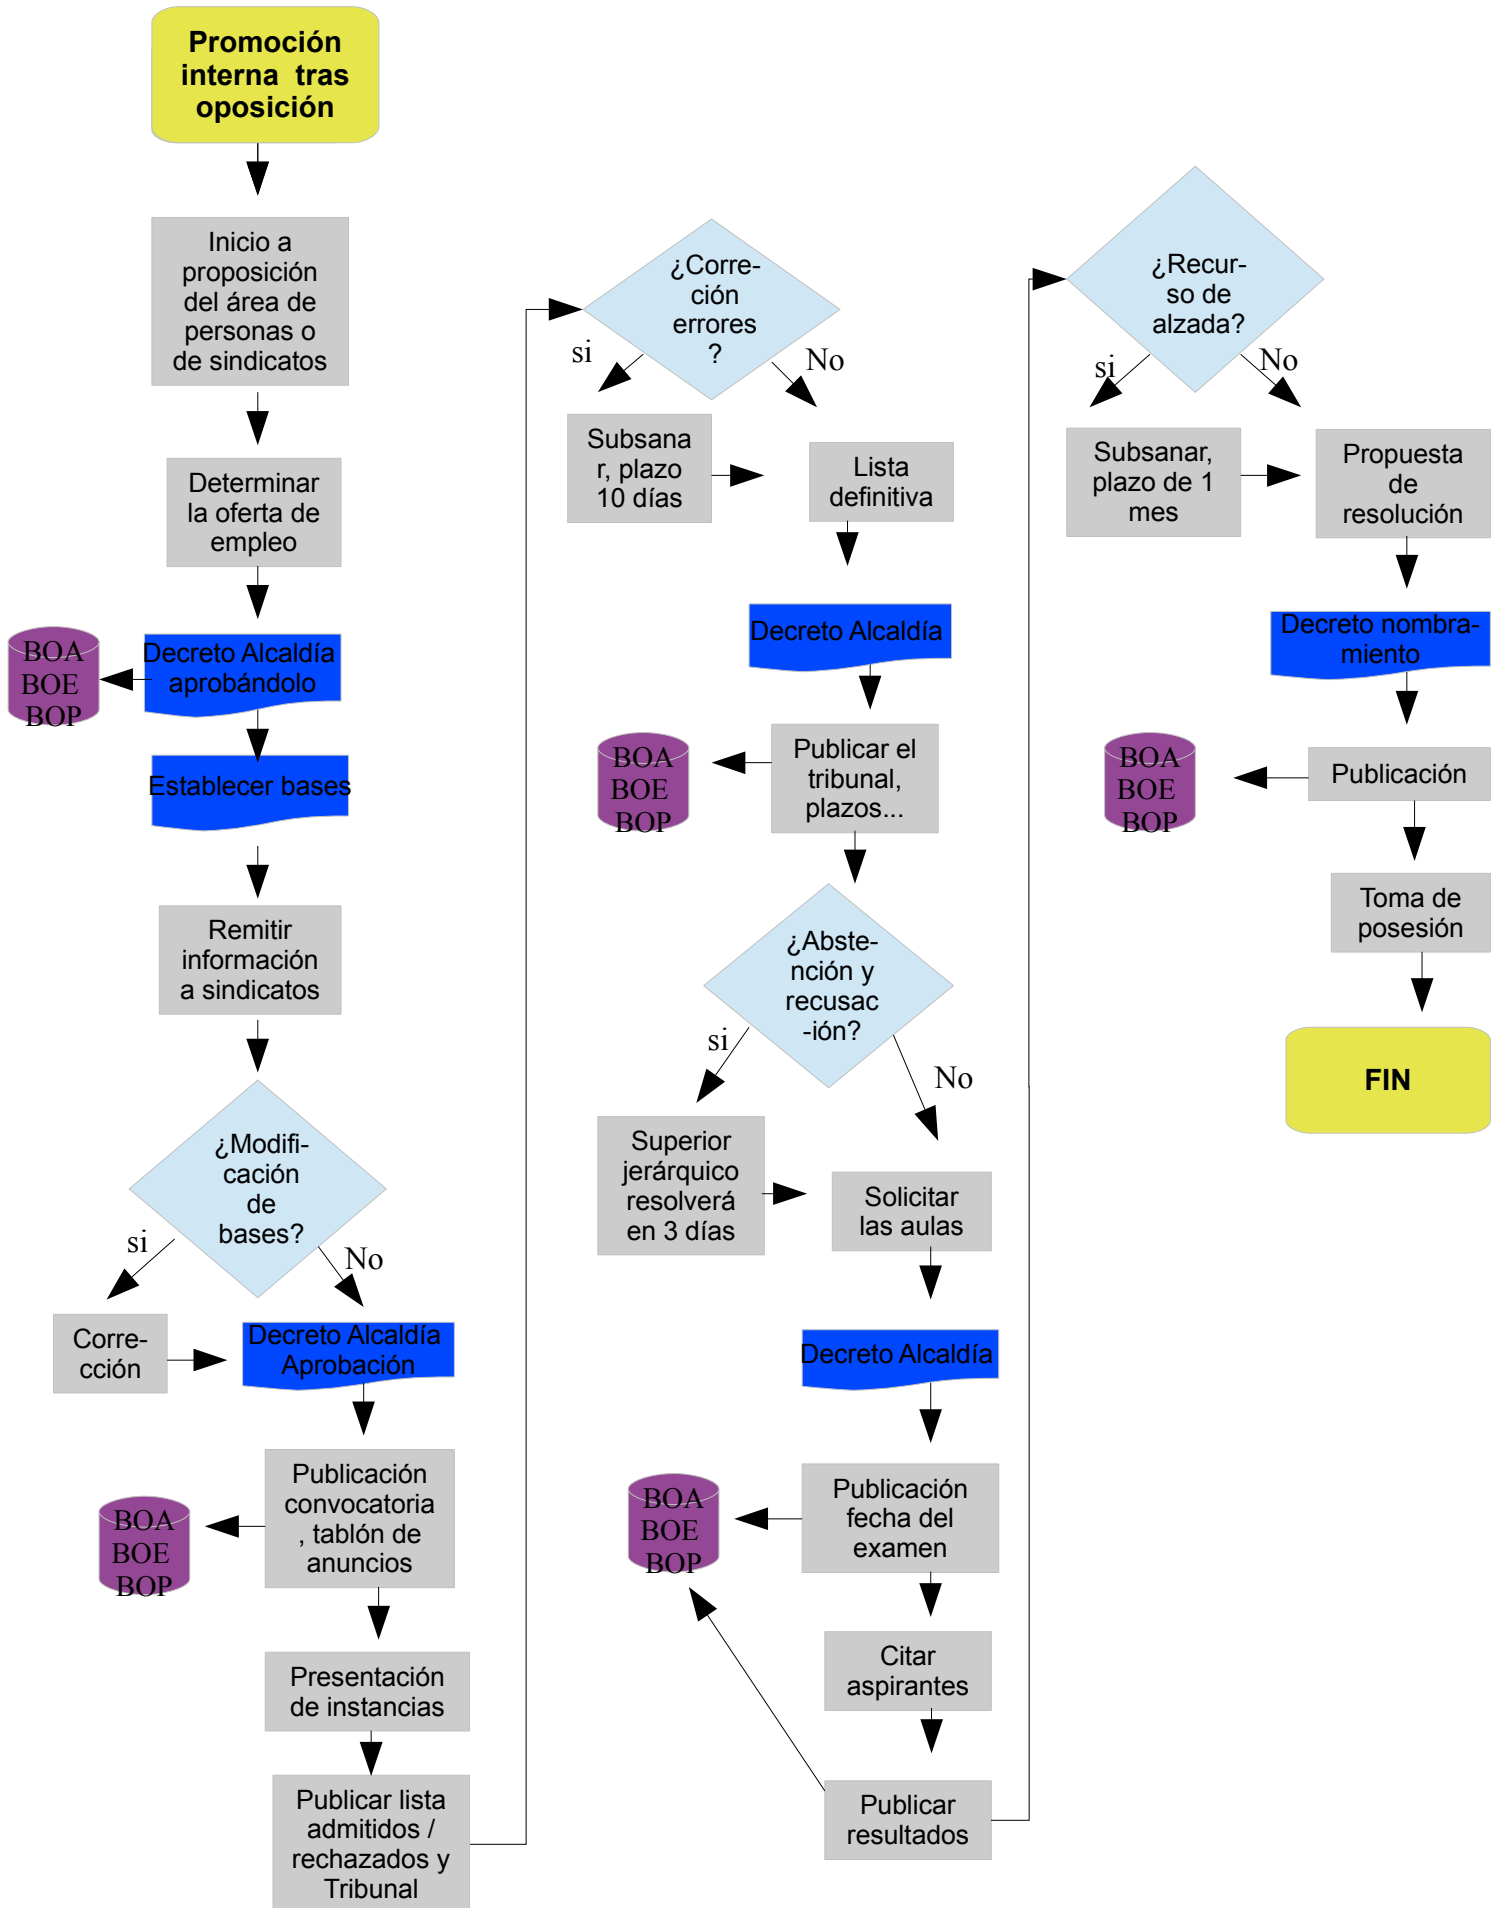 Promoción
interna tras
oposición
Inicio a
proposición
del área de
personas o
de sindicatos
Determinar
la oferta de
empleo
BOA
BOE
BOP
Decreto Alcaldía
aprobándolo
Establecer bases
Remitir
información
a sindicatos
¿Modifi-
cación
de
bases?
si
No
Corre-
cción
Decreto Alcaldía
Aprobación
Publicación
convocatoria
, tablón de
anuncios
BOA
BOE
BOP
Presentación
de instancias
Publicar lista
admitidos /
rechazados y
Tribunal
¿Corre-
ción
errores
?
si
No
Subsana
r, plazo
10 días
Lista
definitiva
Decreto Alcaldía
Publicar el
tribunal,
plazos...
BOA
BOE
BOP
¿Abste-
nción y
recusac
-ión?
si
No
Superior
jerárquico
resolverá
en 3 días
Solicitar
las aulas
Decreto Alcaldía
Publicación
fecha del
examen
BOA
BOE
BOP
Citar
aspirantes
Publicar
resultados
¿Recur-
so de
alzada?
si
No
Subsanar,
plazo de 1
mes
Propuesta
de
resolución
Decreto nombra-
miento
Publicación
BOA
BOE
BOP
Toma de
posesión
FIN